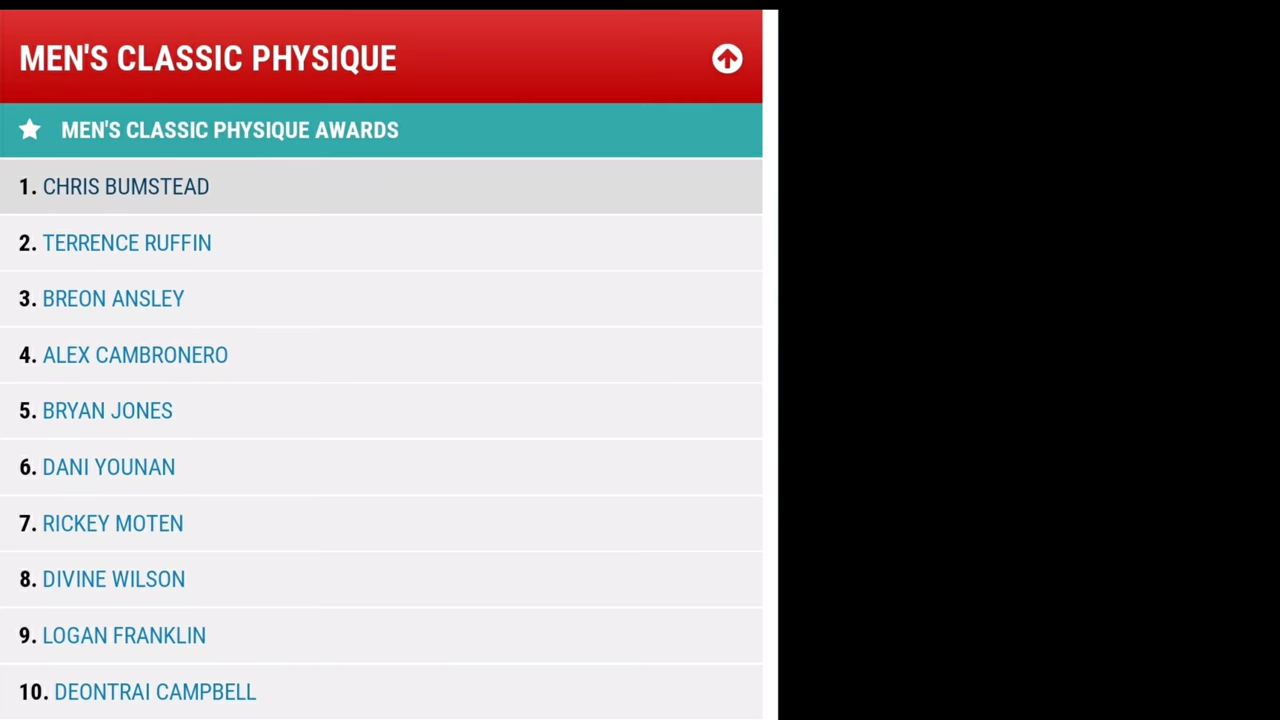 MEN'S CLASSIC PHYSIQUE
MEN'S CLASSIC PHYSIQUE AWARDS
1. CHRIS BUMSTEAD
2. TERRENCE RUFFIN
3. BREON ANSLEY
4. ALEX CAMBRONERO
5. BRYAN JONES
6. DANI YOUNAN
7. RICKEY MOTEN
8. DIVINE WILSON
9. LOGAN FRANKLIN
10. DEONTRAI CAMPBELL